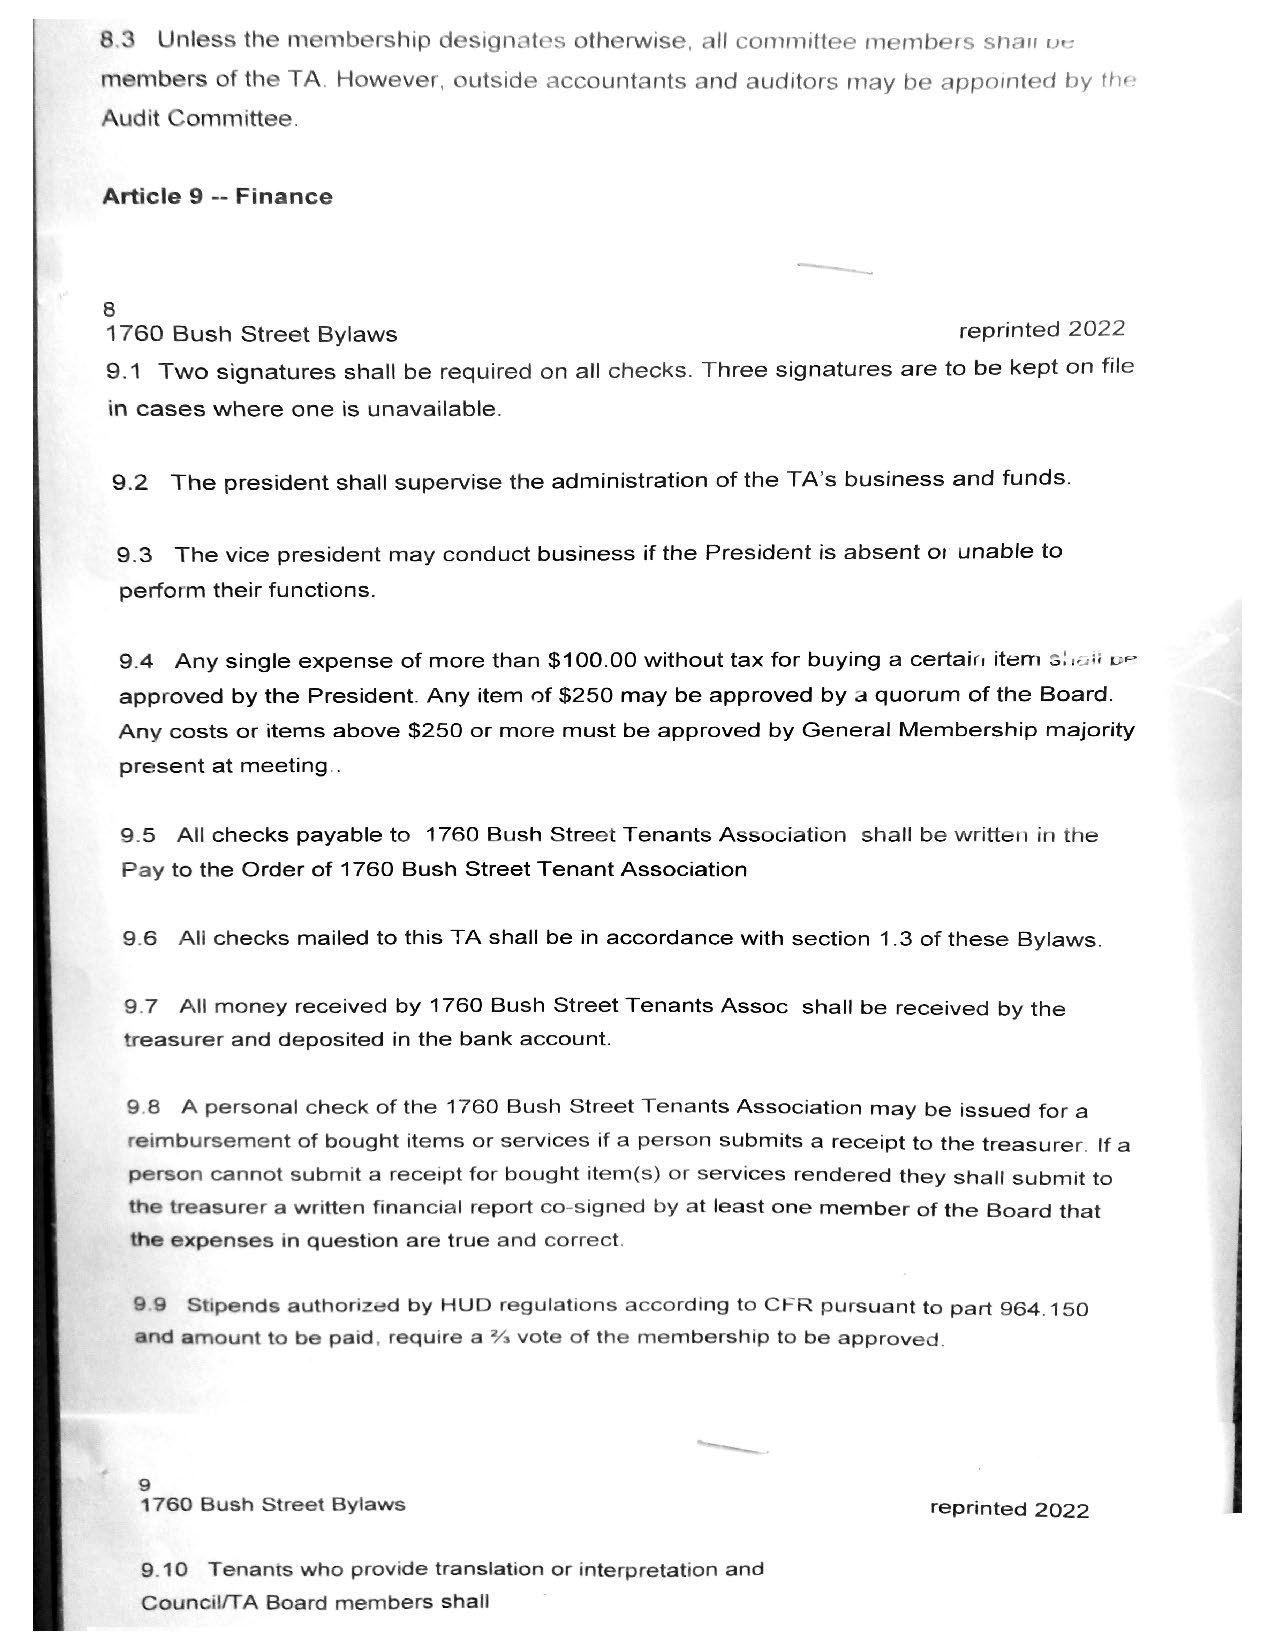 8.3 Unless the membership designates otherwise, all committee members shall be
members of the TA. However, outside accountants and auditors may be appointed by the
Audit Committee.
Article 9 -- Finance
8
1760 Bush Street Bylaws reprinted 2022
9.1 Two signatures shall be required on all checks. Three signatures are to be kept on file
in cases where one is unavailable.
9.2 The president shall supervise the administration of the TA's business and funds.
9.3 The vice president may conduct business if the President is absent or unable to
perform their functions.
9.4 Any single expense of more than $100.00 without tax for buying a certain item shall be
approved by the President. Any item of $250 may be approved by a quorum of the Board.
Any costs or items above $250 or more must be approved by General Membership majority
present at meeting..
9.5 All checks payable to 1760 Bush Street Tenants Association shall be written in the
Pay to the Order of 1760 Bush Street Tenant Association
9.6 All checks mailed to this TA shall be in accordance with section 1.3 of these Bylaws.
9.7 All money received by 1760 Bush Street Tenants Assoc shall be received by the
treasurer and deposited in the bank account.
9.8 A personal check of the 1760 Bush Street Tenants Association may be issued for a
reimbursement of bought items or services if a person submits a receipt to the treasurer. If a
person cannot submit a receipt for bought item(s) or services rendered they shall submit to
the treasurer a written financial report co-signed by at least one member of the Board that
the expenses in question are true and correct.
9.9 Stipends authorized by HUD regulations according to CFR pursuant to part 964.150
and amount to be paid, require a ⅔ vote of the membership to be approved.
9
1760 Bush Street Bylaws reprinted 2022
9.10 Tenants who provide translation or interpretation and
Council/TA Board members shall